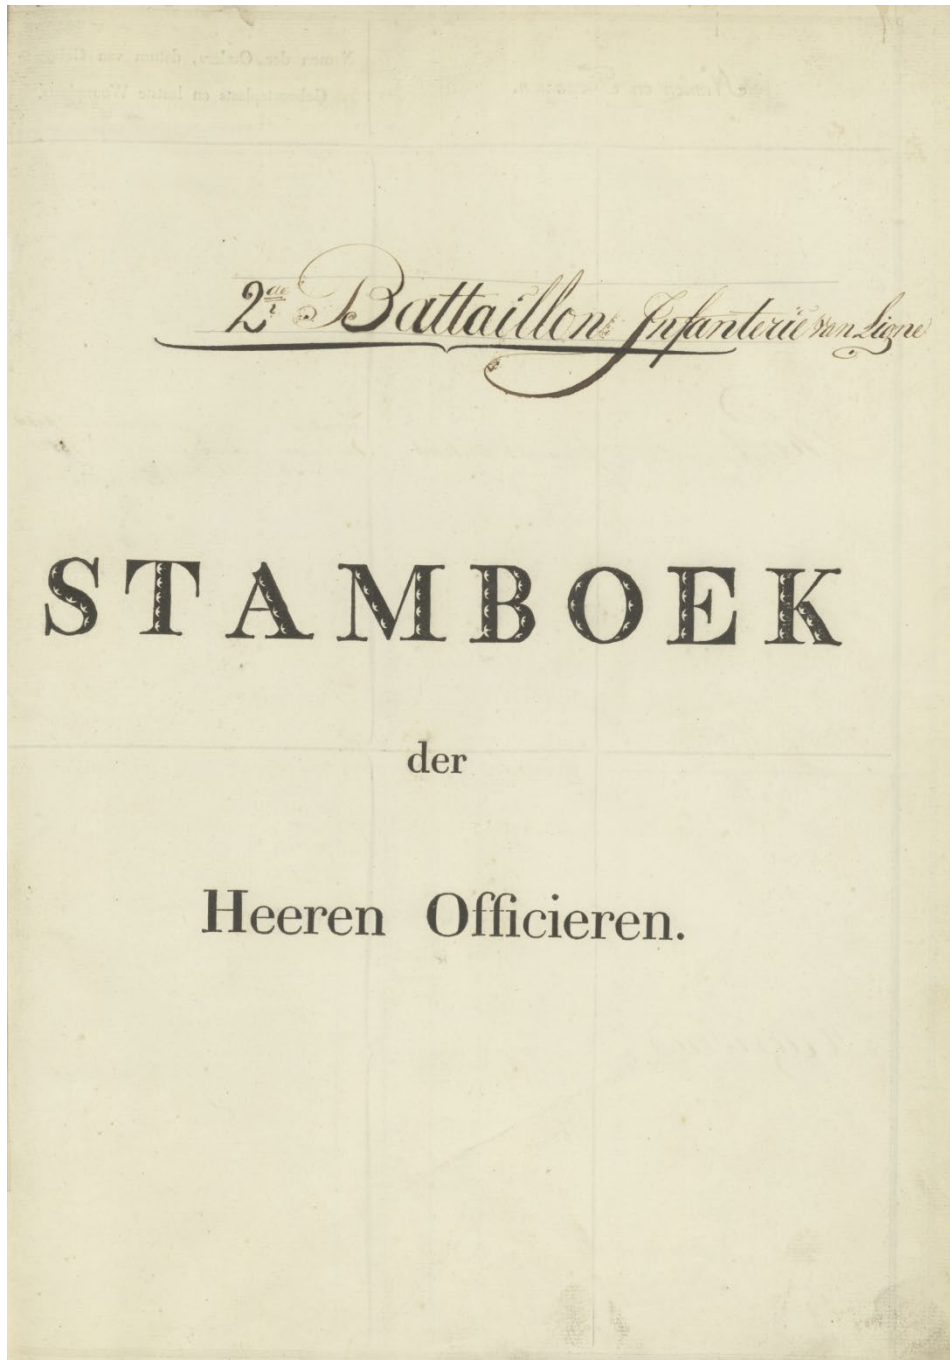 2de Battaillon Infanterie van Ligne
STAMBOEK
der
Heeren Officieren.